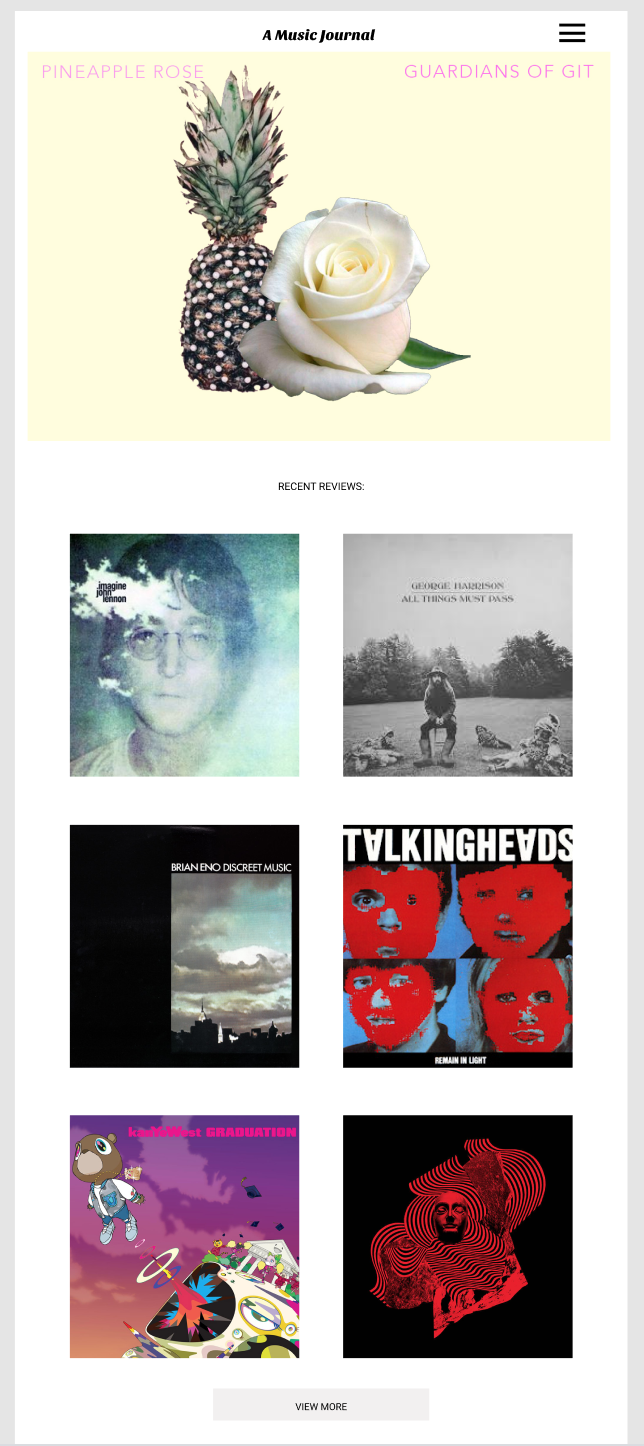 A Music Journal
PINEAPPLE ROSE
GUARDIANS OF GIT
RECENT REVIEWS:
imagine
john
lennon
GEORGE HARRISON
ALL THINGS MUST PASS
BRIAN ENO DISCREET MUSIC
TALKINGHEADS
REMAIN IN LIGHT
kanYeWest GRADUATION
VIEW MORE